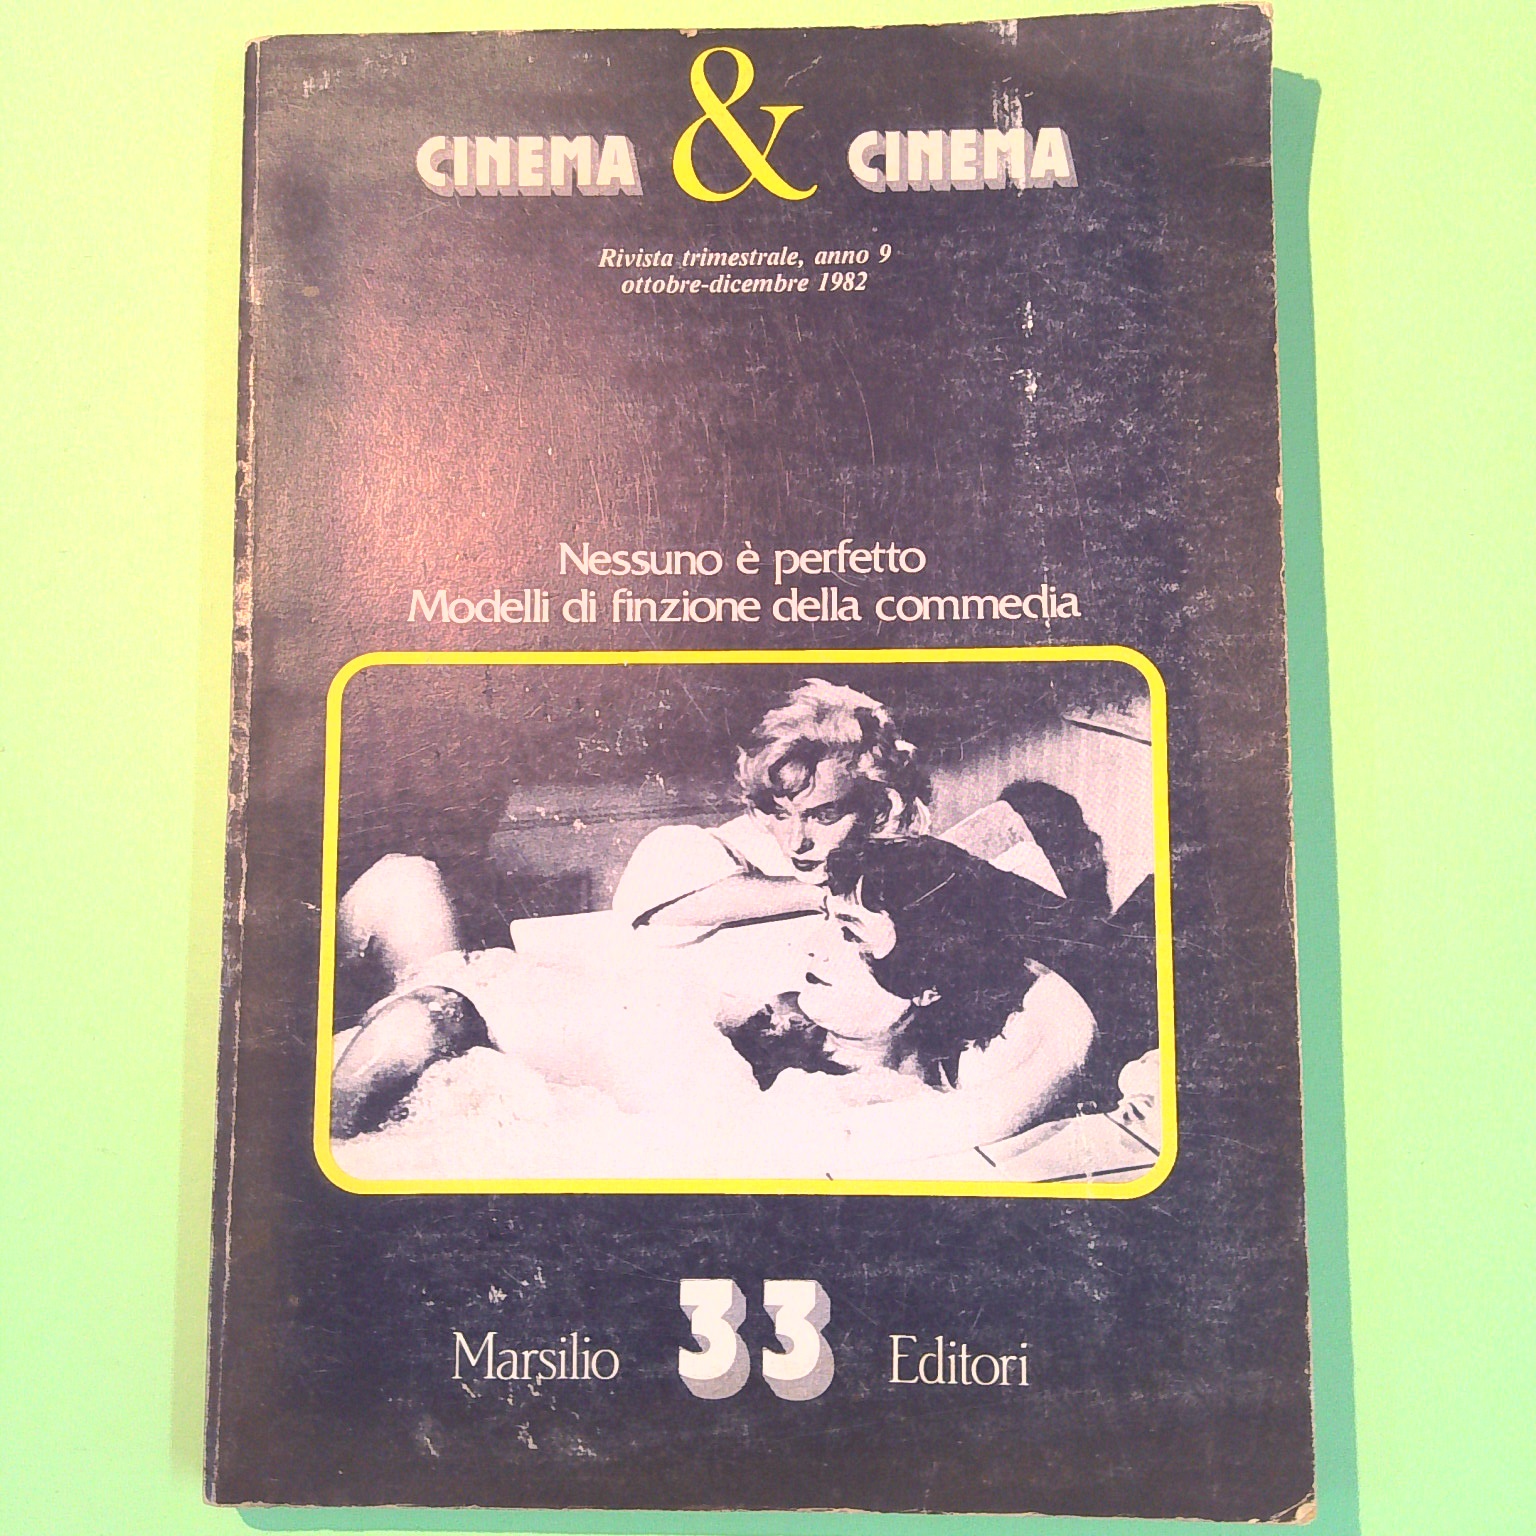 CINEMA & CINEMA
Rivista trimestrale, anno 9
ottobre-dicembre 1982
Nessuno è perfetto
Modelli di finzione della commedia
Marsilio 33 Editori